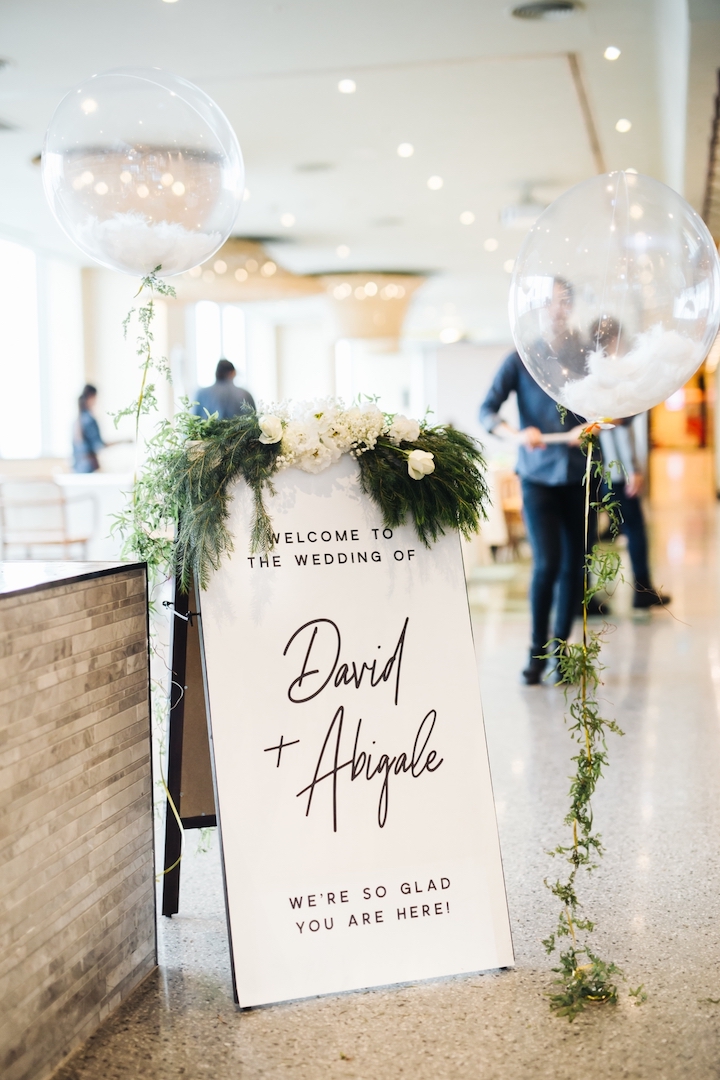 WELCOME TO
THE WEDDING OF
David
+ Abigale
WE'RE SO GLAD
YOU ARE HERE!